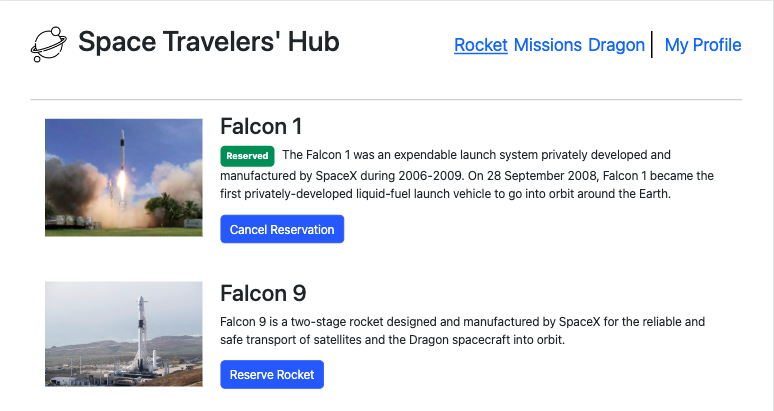 Space Travelers' Hub
Rocket Missions Dragon My Profile
Falcon 1
Reserved The Falcon 1 was an expendable launch system privately developed and
manufactured by SpaceX during 2006-2009. On 28 September 2008, Falcon 1 became the
first privately-developed liquid-fuel launch vehicle to go into orbit around the Earth.
Cancel Reservation
Falcon 9
Falcon 9 is a two-stage rocket designed and manufactured by SpaceX for the reliable and
safe transport of satellites and the Dragon spacecraft into orbit.
Reserve Rocket